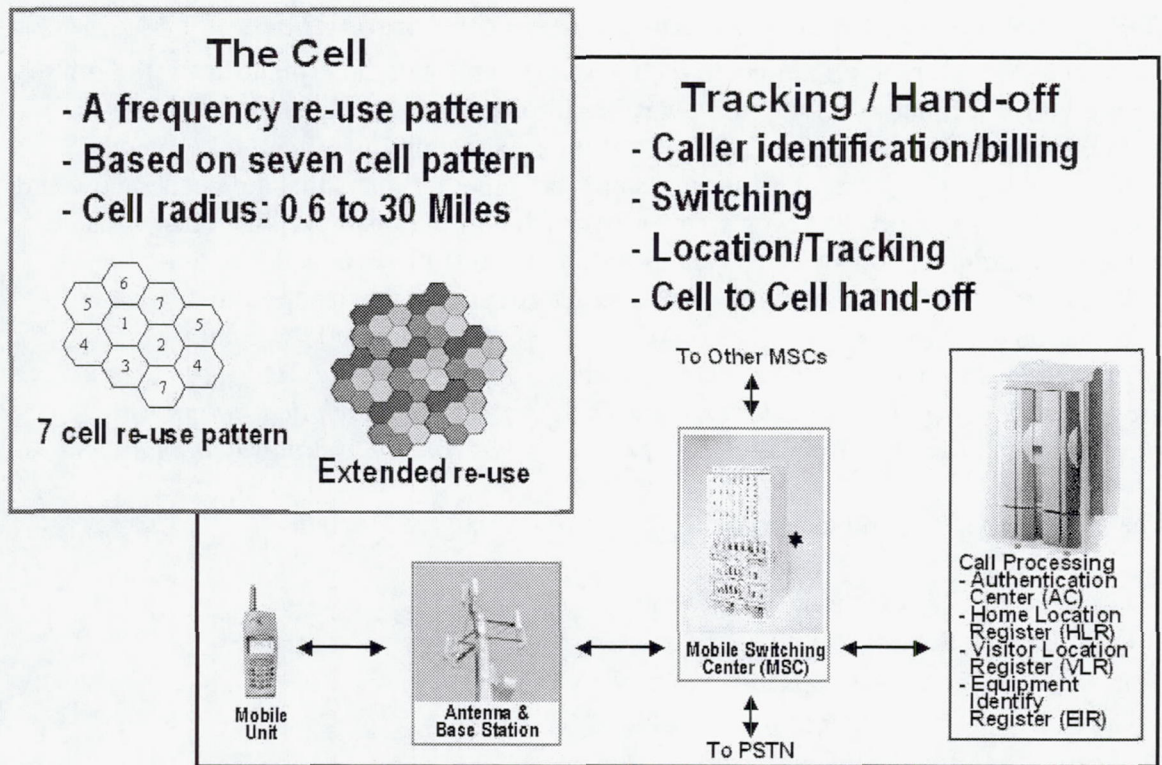 The Cell
- A frequency re-use pattern
- Based on seven cell pattern
- Cell radius: 0.6 to 30 Miles
6
5
7
1
5
4
2
3
4
7
7 cell re-use pattern
Extended re-use
Tracking / Hand-off
- Caller identification/billing
- Switching
- Location/Tracking
- Cell to Cell hand-off
To Other MSCs
Mobile Switching
Center (MSC)
To PSTN
Mobile
Unit
Antenna &
Base Station
Call Processing
- Authentication
Center (AC)
- Home Location
Register (HLR)
- Visitor Location
Register (VLR)
- Equipment
Identify
Register (EIR)